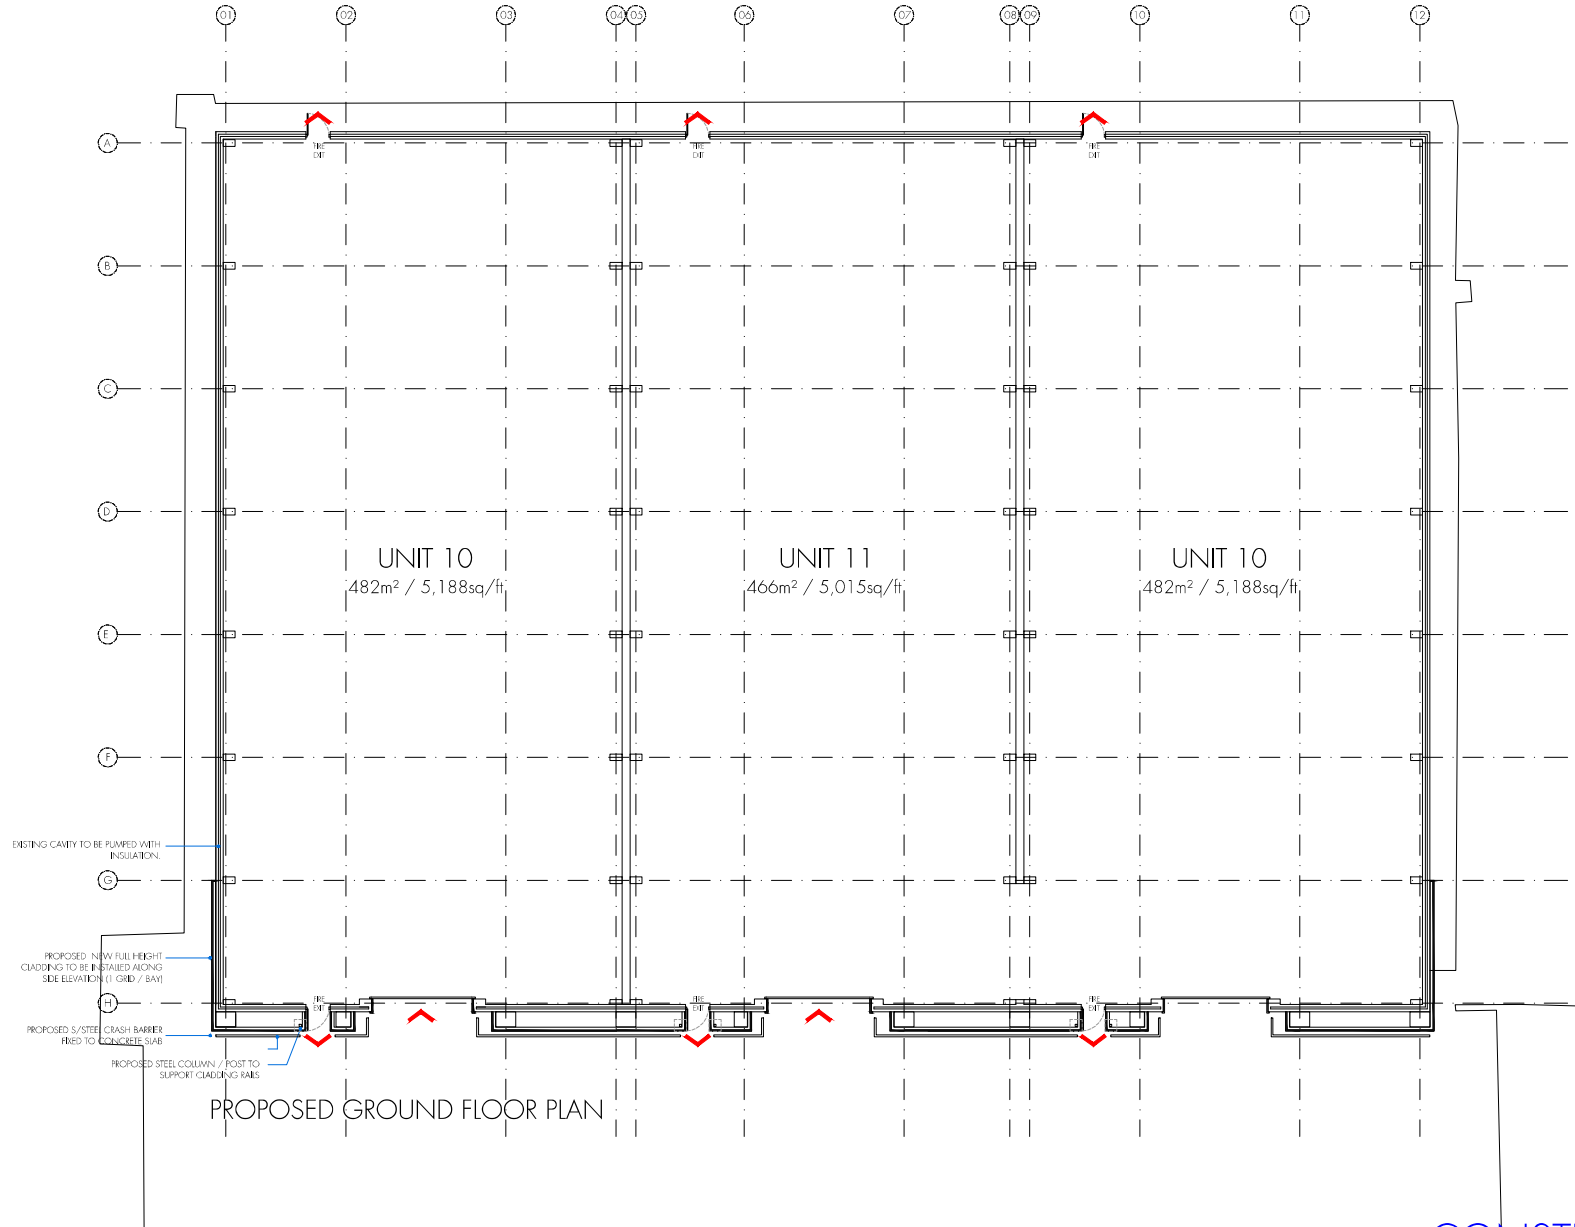 01 02 03 04 05 06 07 08 09 10 11 12
A
FIRE
EXIT
FIRE
EXIT
FIRE
EXIT
B
C
D
UNIT 10
482m² / 5,188sq/ft
UNIT 11
466m² / 5,015sq/ft
UNIT 10
482m² / 5,188sq/ft
E
F
EXISTING CAVITY TO BE PUMPED WITH
INSULATION.
G
PROPOSED NEW FULL HEIGHT
CLADDING TO BE INSTALLED ALONG
SIDE ELEVATION (1 GRID / BAY)
H
FIRE
EXIT
FIRE
EXIT
FIRE
EXIT
PROPOSED S/STEEL CRASH BARRIER
FIXED TO CONCRETE SLAB
PROPOSED STEEL COLUMN / POST TO
SUPPORT CLADDING RAILS
PROPOSED GROUND FLOOR PLAN